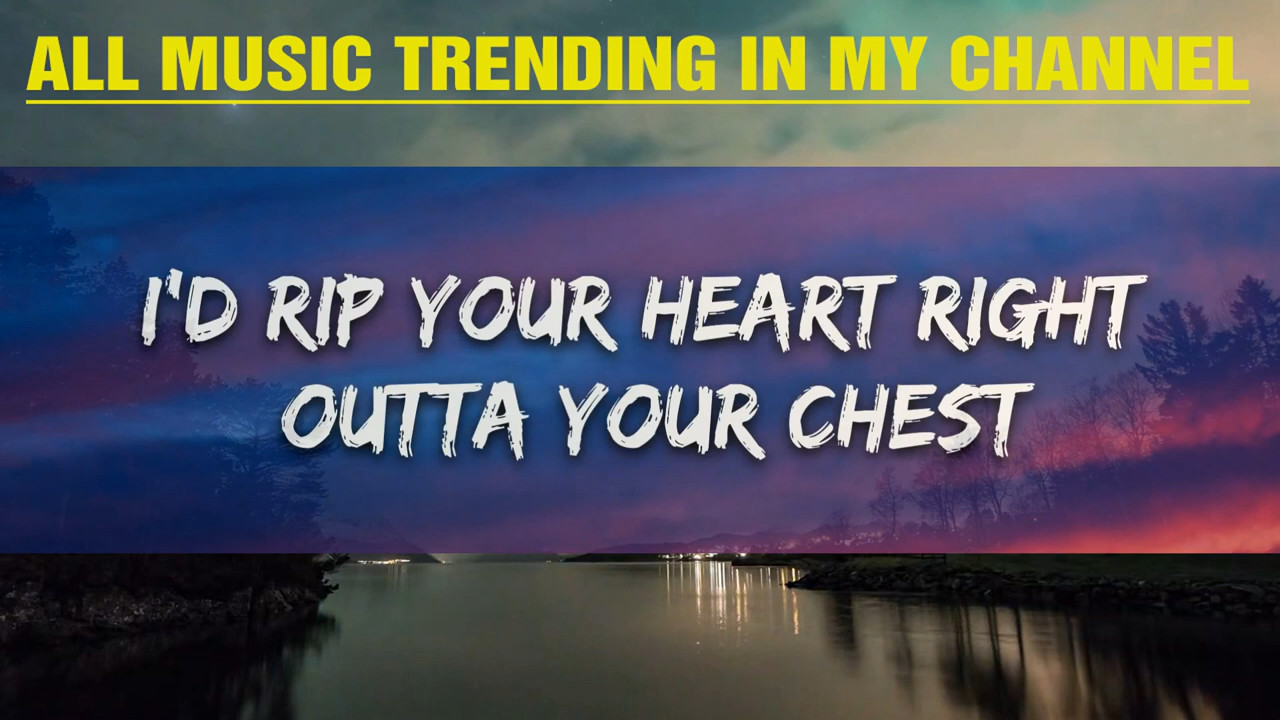 ALL MUSIC TRENDING IN MY CHANNEL
I'D RIP YOUR HEART RIGHT
OUTTA YOUR CHEST